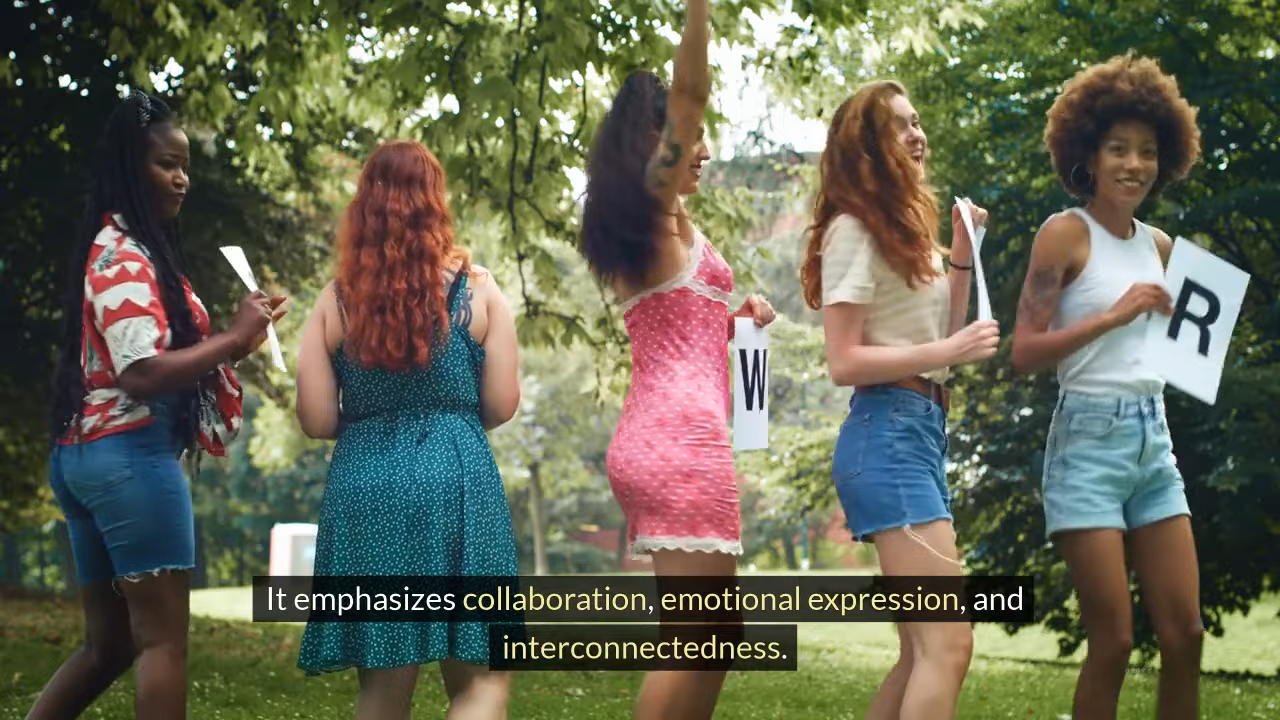 W
R
It emphasizes collaboration, emotional expression, and
interconnectedness.